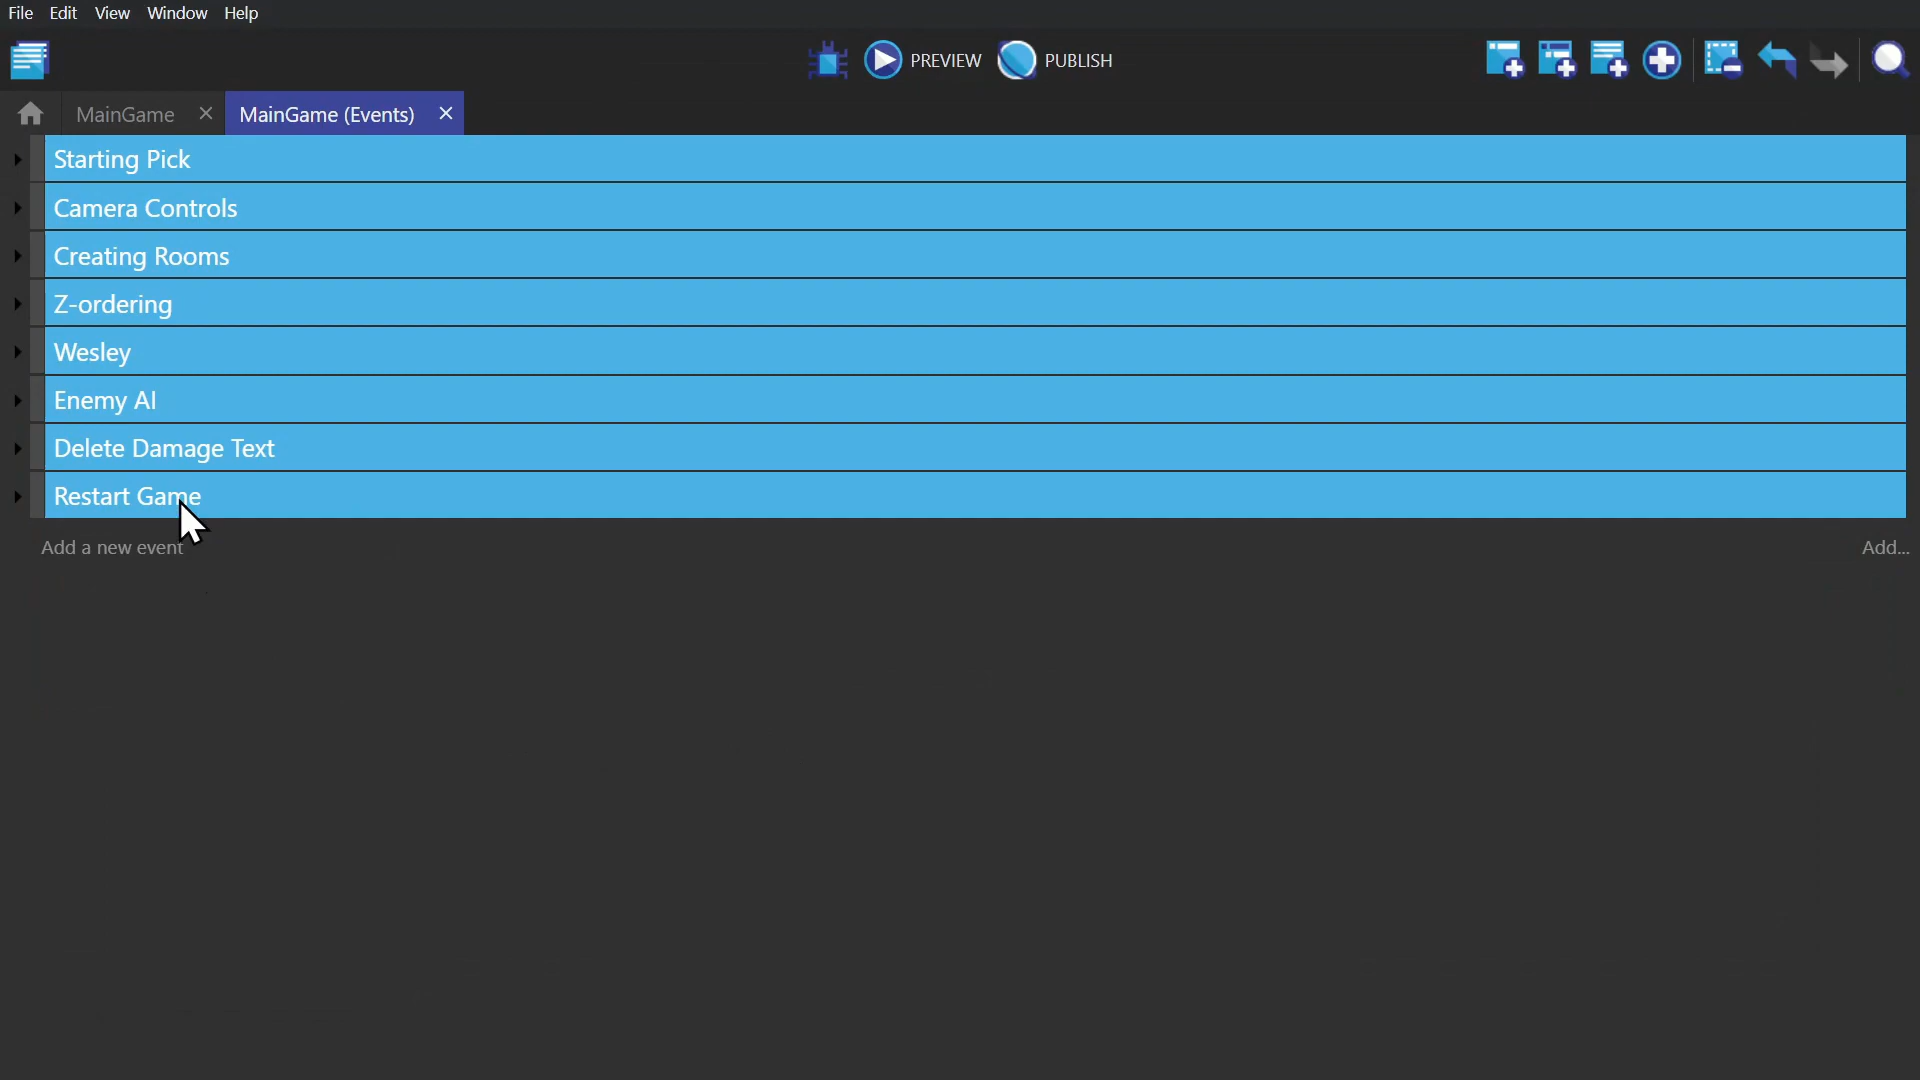 File Edit View Window Help
PREVIEW PUBLISH
MainGame MainGame (Events)
Starting Pick
Camera Controls
Creating Rooms
Z-ordering
Wesley
Enemy AI
Delete Damage Text
Restart Game
Add a new event Add...